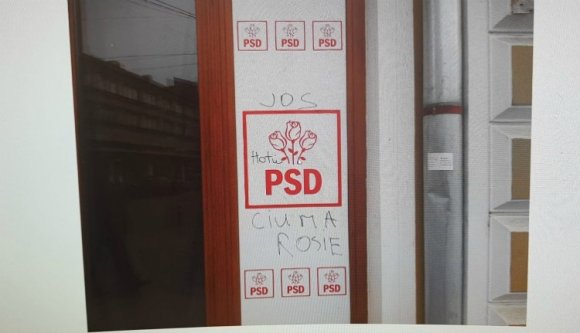 PSD PSD PSD
JOS
Hotii
PSD
CIUMA
ROSIE
PSD PSD PSD